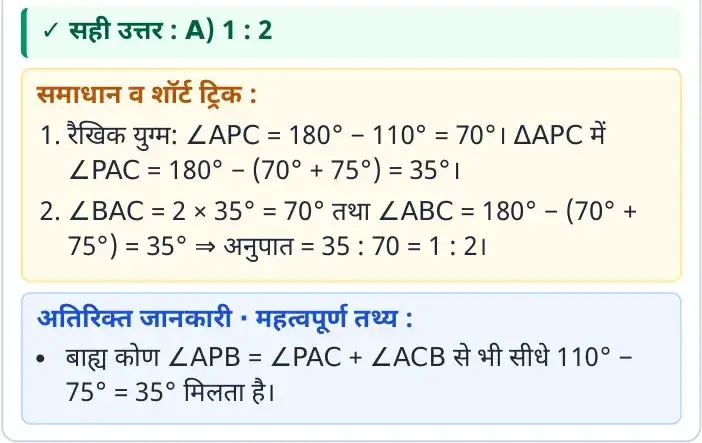 ✓ सही उत्तर : A) 1 : 2
समाधान व शॉर्ट ट्रिक :
1. रैखिक युग्म: ∠APC = 180° − 110° = 70°। ΔAPC में
∠PAC = 180° − (70° + 75°) = 35°।
2. ∠BAC = 2 × 35° = 70° तथा ∠ABC = 180° − (70° +
75°) = 35° ⇒ अनुपात = 35 : 70 = 1 : 2।
अतिरिक्त जानकारी · महत्वपूर्ण तथ्य :
• बाह्य कोण ∠APB = ∠PAC + ∠ACB से भी सीधे 110° −
75° = 35° मिलता है।